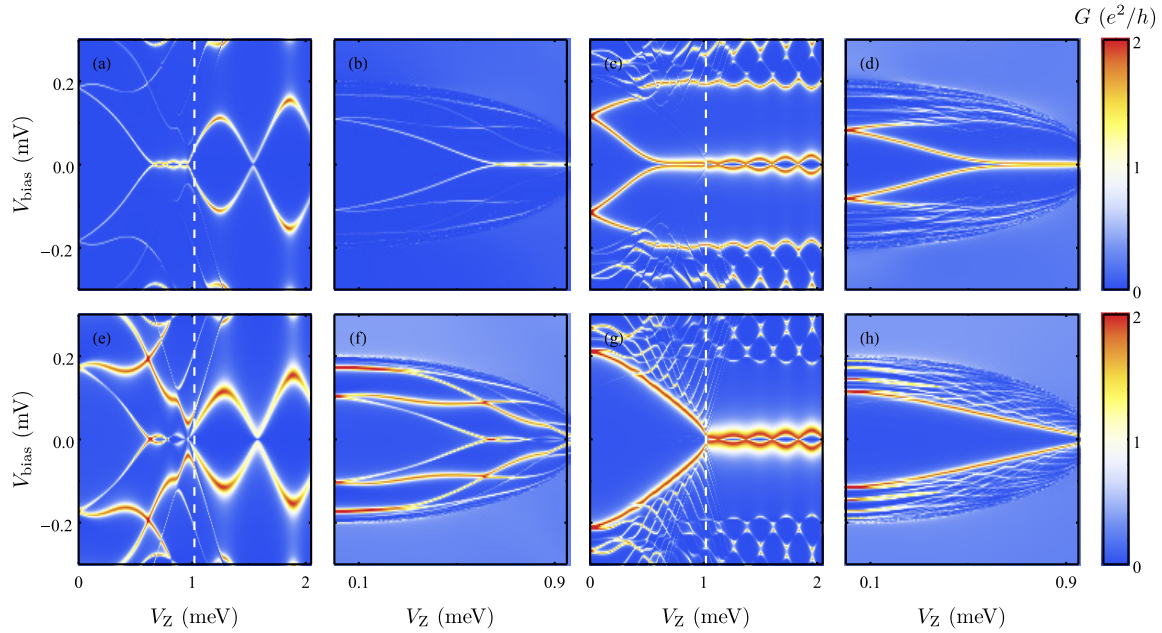 G (e²/h)
(a) (b) (c) (d) 2
0.2
V_bias (mV) 0.0 1
−0.2
0
(e) (f) (g) (h) 2
0.2
V_bias (mV) 0.0 1
−0.2
0 1 2 0.1 0.9 0 1 2 0.1 0.9 0
V_Z (meV) V_Z (meV) V_Z (meV) V_Z (meV)